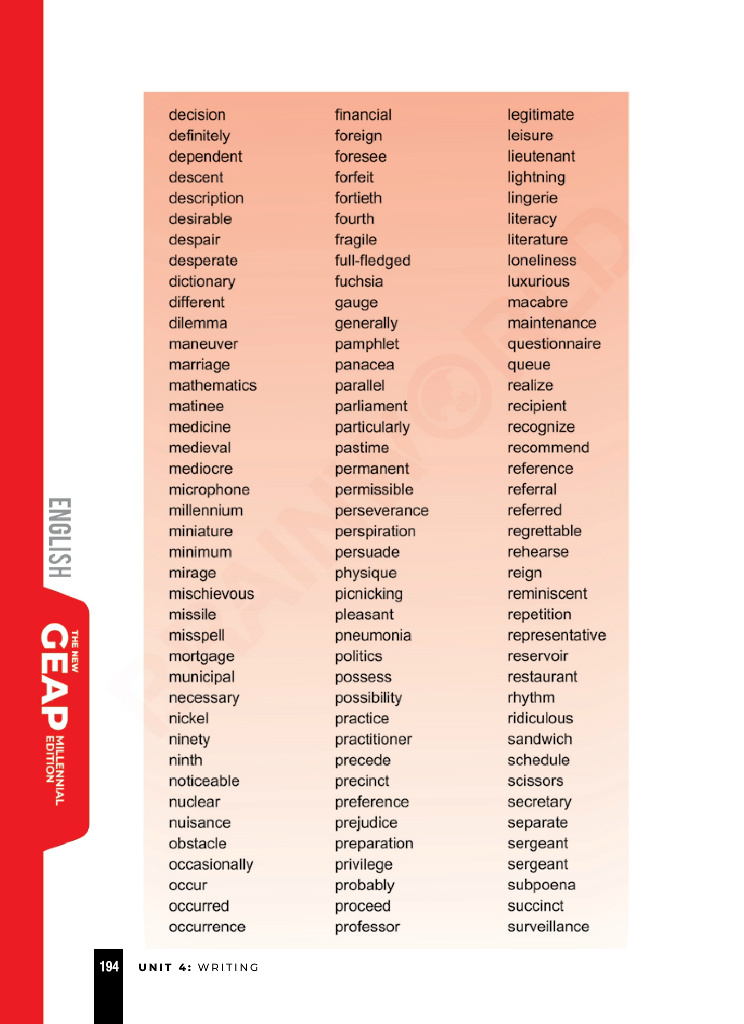 decision financial legitimate
definitely foreign leisure
dependent foresee lieutenant
descent forfeit lightning
description fortieth lingerie
desirable fourth literacy
despair fragile literature
desperate full-fledged loneliness
dictionary fuchsia luxurious
different gauge macabre
dilemma generally maintenance
maneuver pamphlet questionnaire
marriage panacea queue
mathematics parallel realize
matinee parliament recipient
medicine particularly recognize
medieval pastime recommend
mediocre permanent reference
microphone permissible referral
millennium perseverance referred
miniature perspiration regrettable
minimum persuade rehearse
mirage physique reign
mischievous picnicking reminiscent
missile pleasant repetition
misspell pneumonia representative
mortgage politics reservoir
municipal possess restaurant
necessary possibility rhythm
nickel practice ridiculous
ninety practitioner sandwich
ninth precede schedule
noticeable precinct scissors
nuclear preference secretary
nuisance prejudice separate
obstacle preparation sergeant
occasionally privilege sergeant
occur probably subpoena
occurred proceed succinct
occurrence professor surveillance
ENGLISH
THE NEW
GEAP
MILLENNIAL
EDITION
194 UNIT 4: WRITING